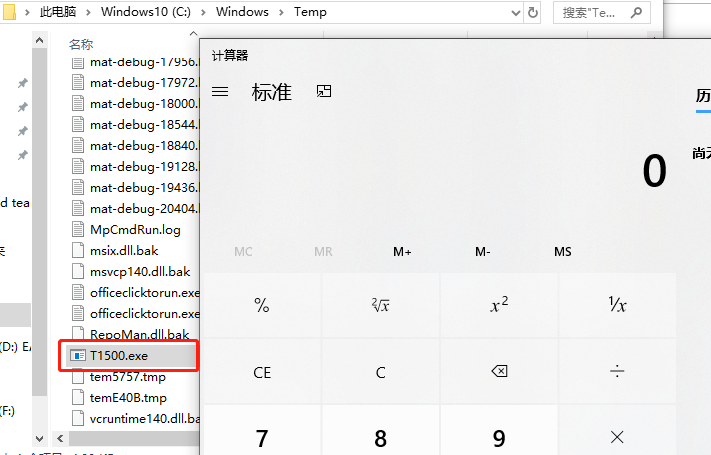 此电脑 > Windows10 (C:) > Windows > Temp
搜索"Te...
名称
mat-debug-17956.
mat-debug-17972.
mat-debug-18000.
mat-debug-18544.
mat-debug-18840.
mat-debug-19128.
mat-debug-19436.
mat-debug-20404.
MpCmdRun.log
msix.dll.bak
msvcp140.dll.bak
officeclicktorun.exe
officeclicktorun.exe
RepoMan.dll.bak
T1500.exe
tem5757.tmp
temE40B.tmp
vcruntime140.dll.ba
d tea
(D:) EA
(F:)
计算器
标准
历
尚
0
MC MR M+ M- MS
% ²√x x² ¹/x
CE C ⌫ ÷
7 8 9 ×